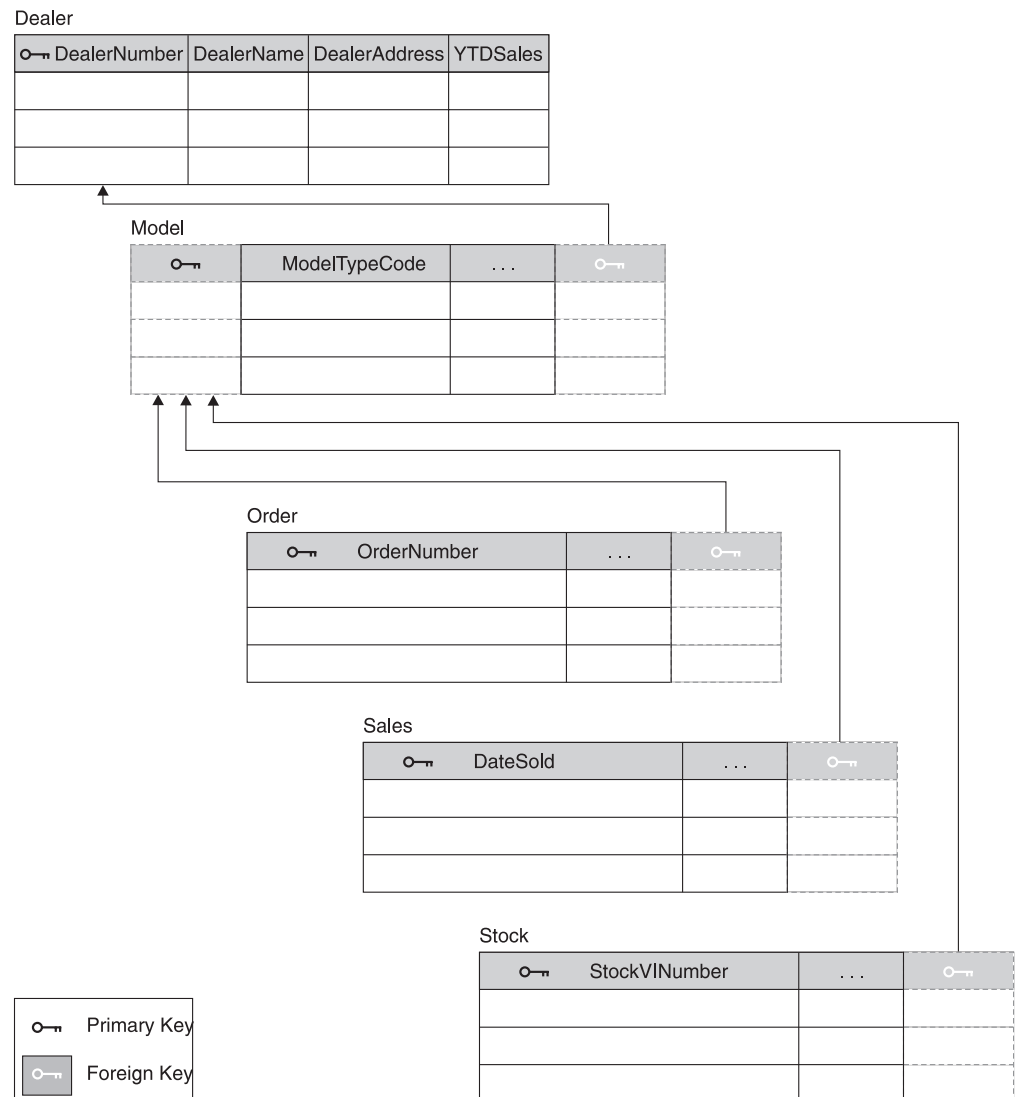 Dealer
DealerNumber DealerName DealerAddress YTDSales
Model
ModelTypeCode ...
Order
OrderNumber ...
Sales
DateSold ...
Stock
StockVINumber ...
Primary Key
Foreign Key